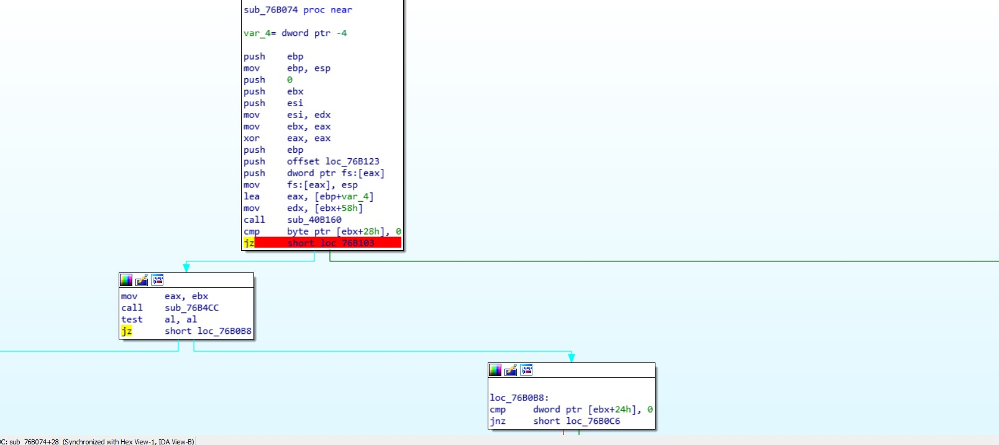 sub_76B074 proc near
var_4= dword ptr -4
push ebp
mov ebp, esp
push 0
push ebx
push esi
mov esi, edx
mov ebx, eax
xor eax, eax
push ebp
push offset loc_76B123
push dword ptr fs:[eax]
mov fs:[eax], esp
lea eax, [ebp+var_4]
mov edx, [ebx+58h]
call sub_40B160
cmp byte ptr [ebx+28h], 0
jz short loc_76B103
mov eax, ebx
call sub_76B4CC
test al, al
jz short loc_76B0B8
loc_76B0B8:
cmp dword ptr [ebx+24h], 0
jnz short loc_76B0C6
C: sub_76B074+28 (Synchronized with Hex View-1, IDA View-B)